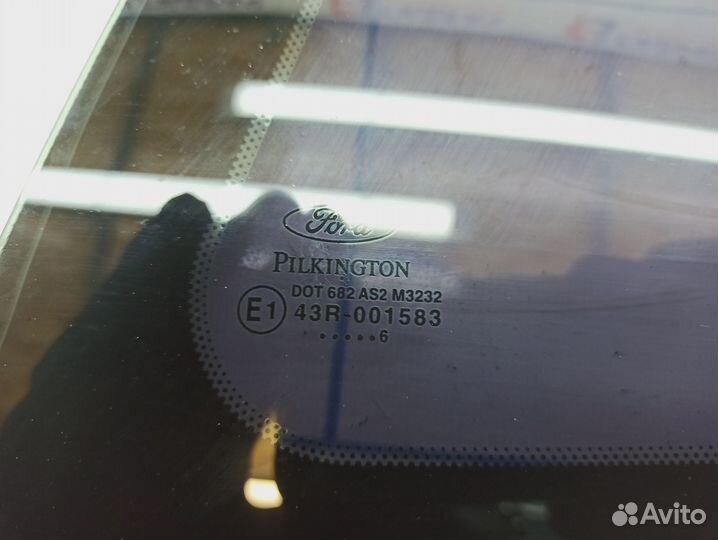 Ford
PILKINGTON
DOT 682 AS2 M3232
E1 43R-001583
.....6
Avito